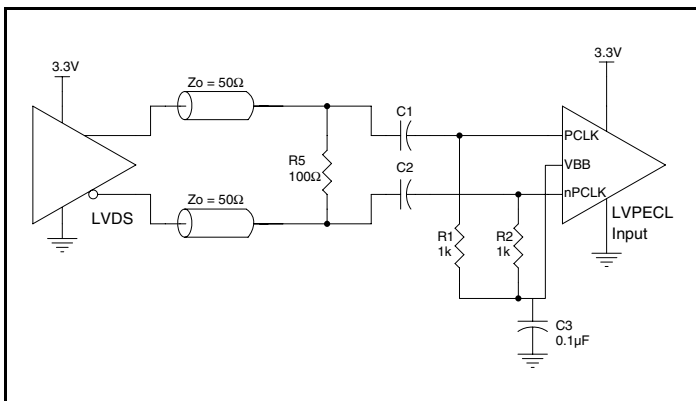 3.3V
Zo = 50Ω
3.3V
C1
PCLK
R5
100Ω
VBB
C2
nPCLK
Zo = 50Ω
LVDS
LVPECL
Input
R1
1k
R2
1k
C3
0.1µF